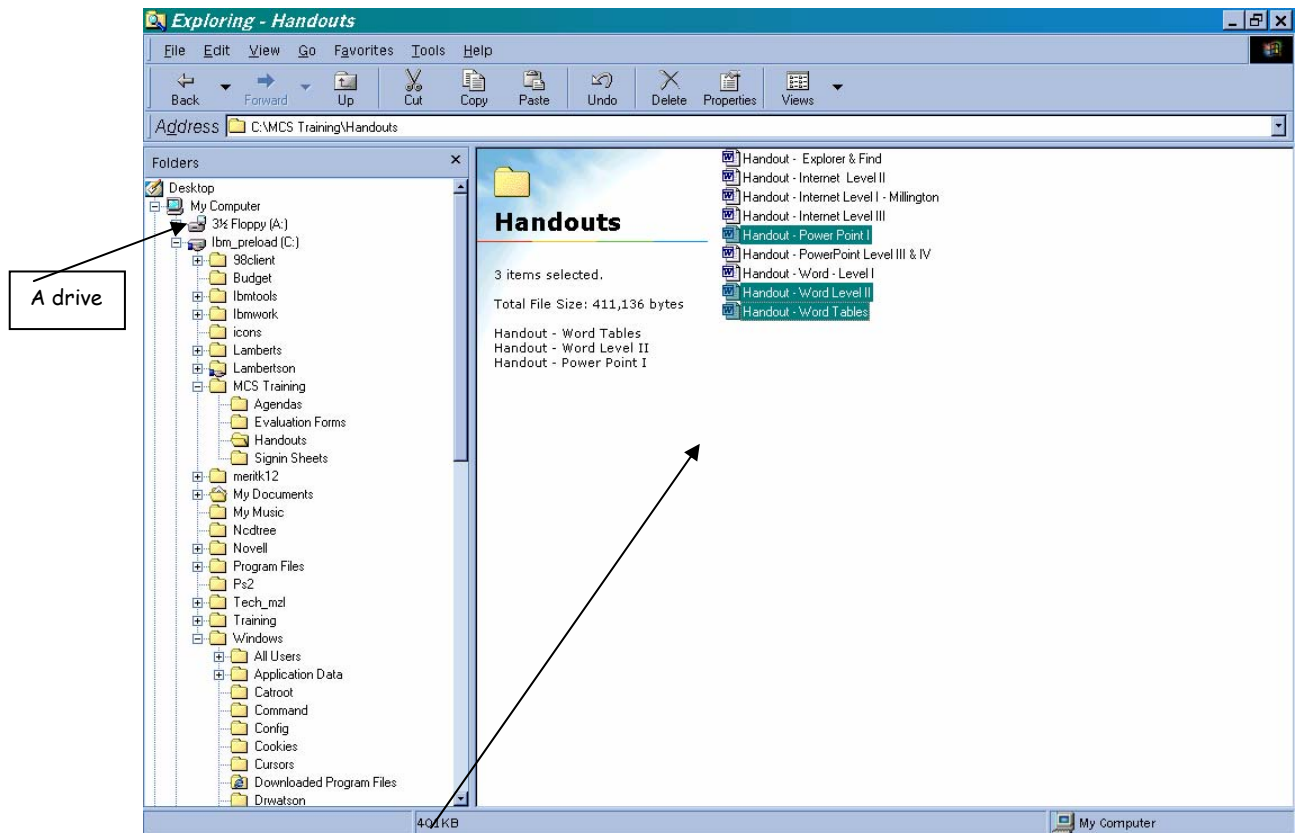 Exploring - Handouts
File Edit View Go Favorites Tools Help
Back Forward Up Cut Copy Paste Undo Delete Properties Views
Address C:\MCS Training\Handouts
Folders
Desktop
My Computer
3½ Floppy (A:)
Ibm_preload (C:)
98client
Budget
Ibmtools
Ibmwork
icons
Lamberts
Lambertson
MCS Training
Agendas
Evaluation Forms
Handouts
Signin Sheets
meritk12
My Documents
My Music
Ncdtree
Novell
Program Files
Ps2
Tech_mzl
Training
Windows
All Users
Application Data
Catroot
Command
Config
Cookies
Cursors
Downloaded Program Files
Drwatson
A drive
Handouts
3 items selected.
Total File Size: 411,136 bytes
Handout - Word Tables
Handout - Word Level II
Handout - Power Point I
Handout - Explorer & Find
Handout - Internet Level II
Handout - Internet Level I - Millington
Handout - Internet Level III
Handout - Power Point I
Handout - PowerPoint Level III & IV
Handout - Word - Level I
Handout - Word Level II
Handout - Word Tables
401KB
My Computer